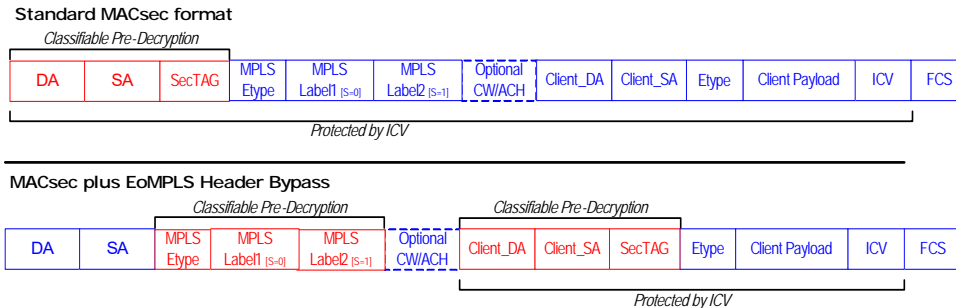 Standard MACsec format
Classifiable Pre-Decryption
DA SA SecTAG MPLS Etype MPLS Label1 [S=0] MPLS Label2 [S=1] Optional CW/ACH Client_DA Client_SA Etype Client Payload ICV FCS
Protected by ICV
MACsec plus EoMPLS Header Bypass
Classifiable Pre-Decryption Classifiable Pre-Decryption
DA SA MPLS Etype MPLS Label1 [S=0] MPLS Label2 [S=1] Optional CW/ACH Client_DA Client_SA SecTAG Etype Client Payload ICV FCS
Protected by ICV